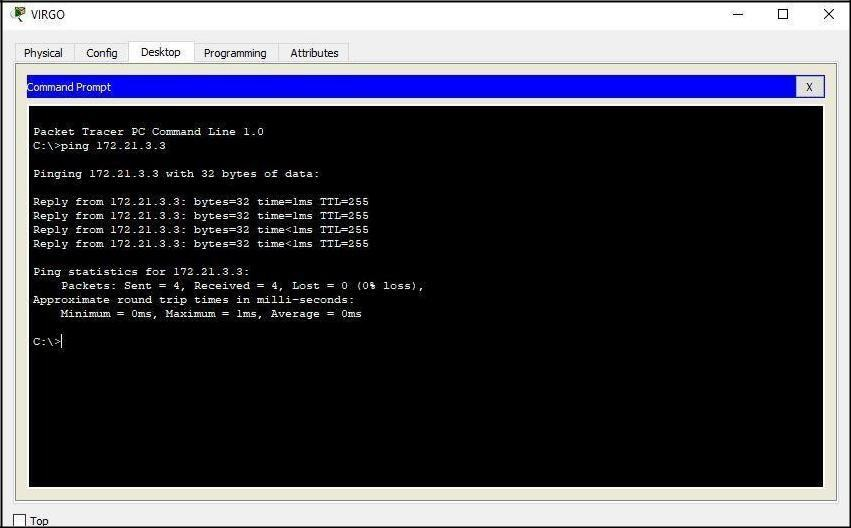 VIRGO
Physical Config Desktop Programming Attributes
Command Prompt X
Packet Tracer PC Command Line 1.0
C:\>ping 172.21.3.3
Pinging 172.21.3.3 with 32 bytes of data:
Reply from 172.21.3.3: bytes=32 time=1ms TTL=255
Reply from 172.21.3.3: bytes=32 time=1ms TTL=255
Reply from 172.21.3.3: bytes=32 time<1ms TTL=255
Reply from 172.21.3.3: bytes=32 time<1ms TTL=255
Ping statistics for 172.21.3.3:
Packets: Sent = 4, Received = 4, Lost = 0 (0% loss),
Approximate round trip times in milli-seconds:
Minimum = 0ms, Maximum = 1ms, Average = 0ms
C:\>
Top